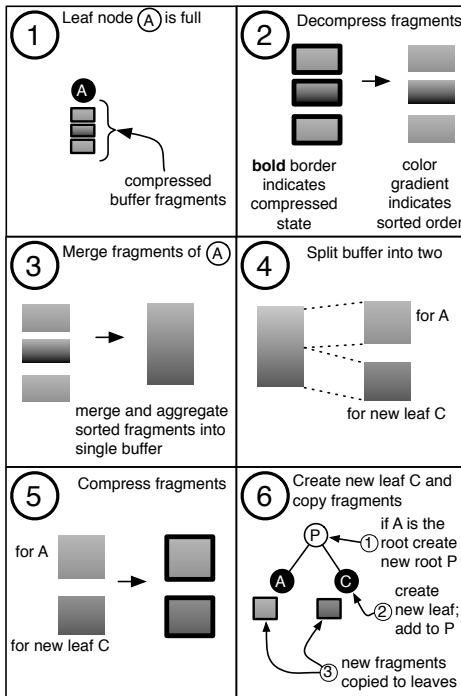 1
Leaf node A is full
A
compressed
buffer fragments
2
Decompress fragments
bold border
indicates
compressed
state
color
gradient
indicates
sorted order
3
Merge fragments of A
merge and aggregate
sorted fragments into
single buffer
4
Split buffer into two
for A
for new leaf C
5
Compress fragments
for A
for new leaf C
6
Create new leaf C and
copy fragments
P
1
if A is the
root create
new root P
A
C
2
create
new leaf;
add to P
3
new fragments
copied to leaves